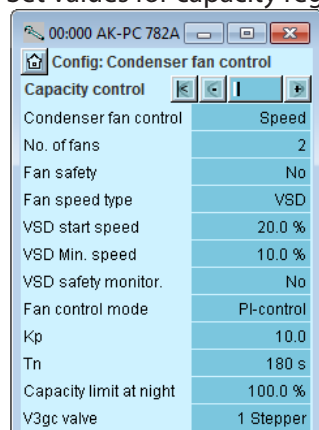 Set values for capacity reg
00:000 AK-PC 782A
Config: Condenser fan control
Capacity control
Condenser fan control Speed
No. of fans 2
Fan safety No
Fan speed type VSD
VSD start speed 20.0 %
VSD Min. speed 10.0 %
VSD safety monitor. No
Fan control mode PI-control
Kp 10.0
Tn 180 s
Capacity limit at night 100.0 %
V3gc valve 1 Stepper